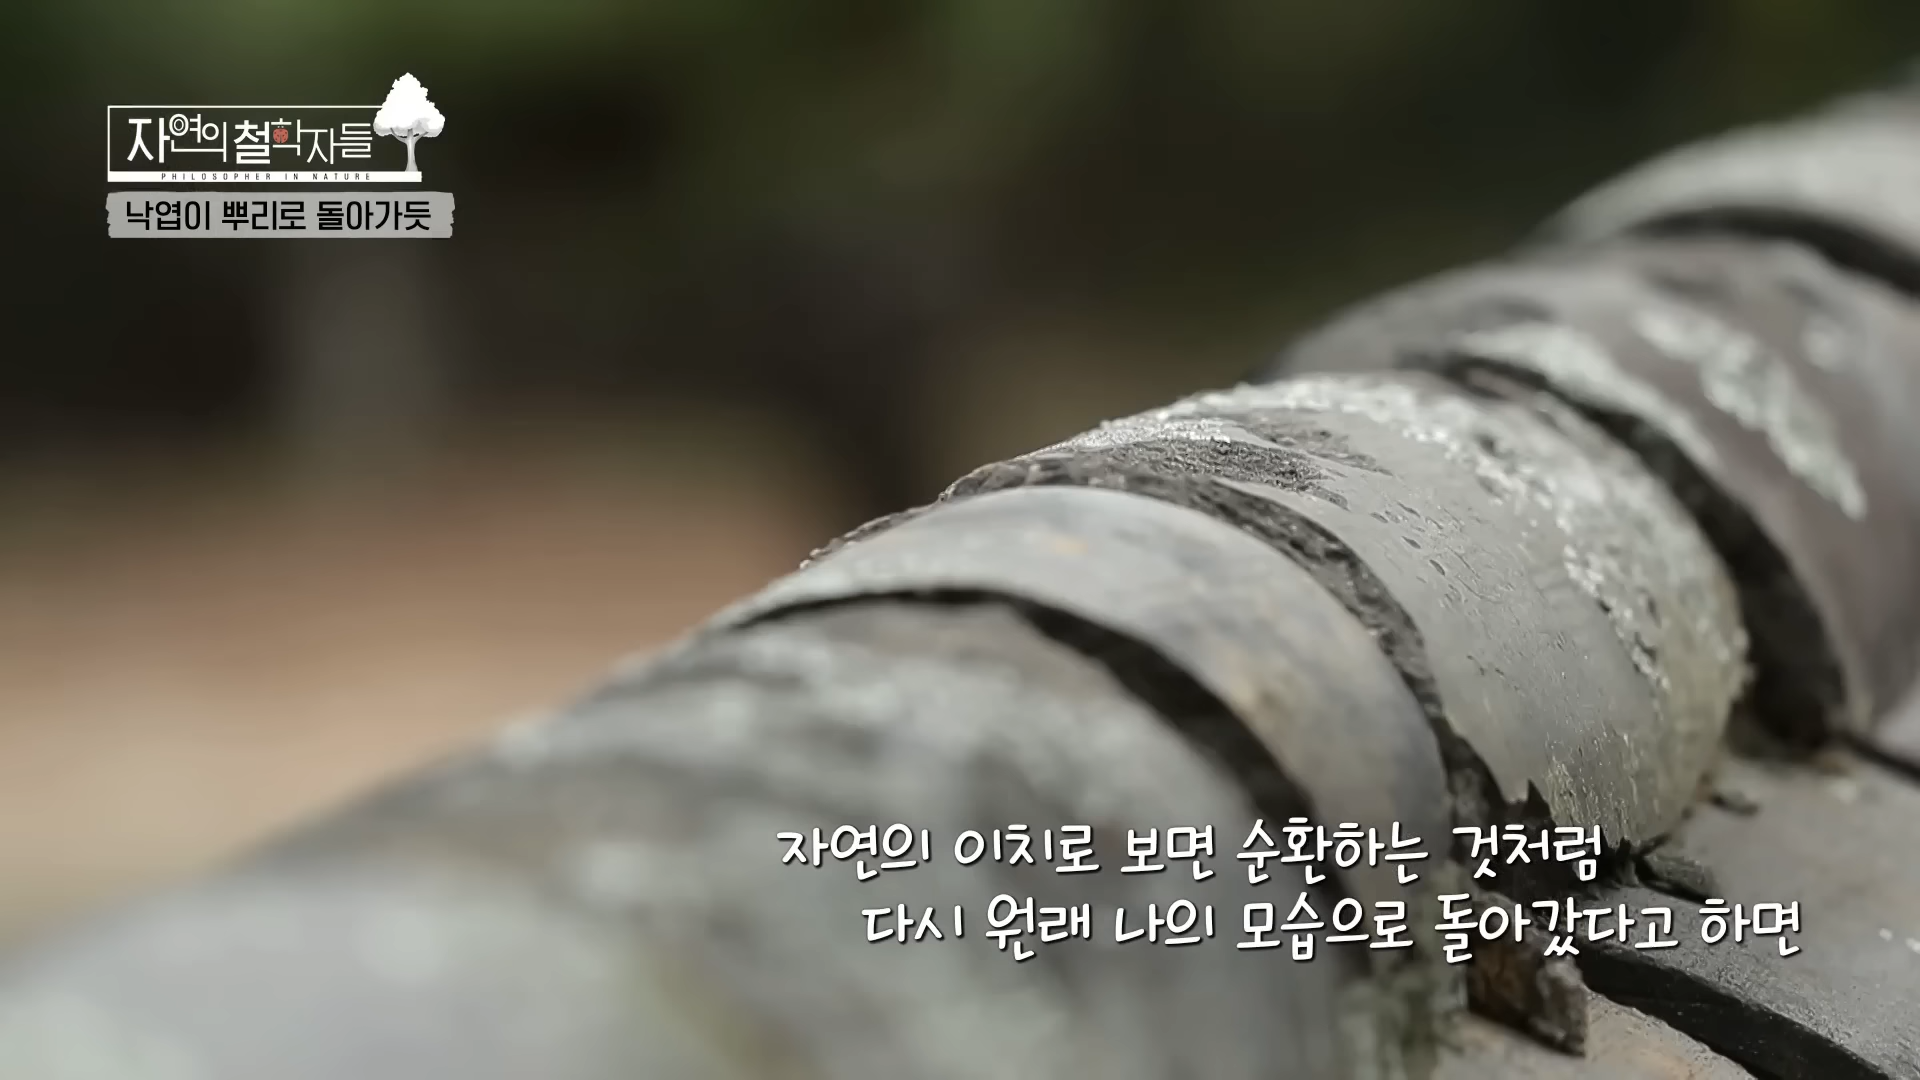 자연의 철학자들
PHILOSOPHER IN NATURE
낙엽이 뿌리로 돌아가듯
자연의 이치로 보면 순환하는 것처럼
다시 원래 나의 모습으로 돌아갔다고 하면